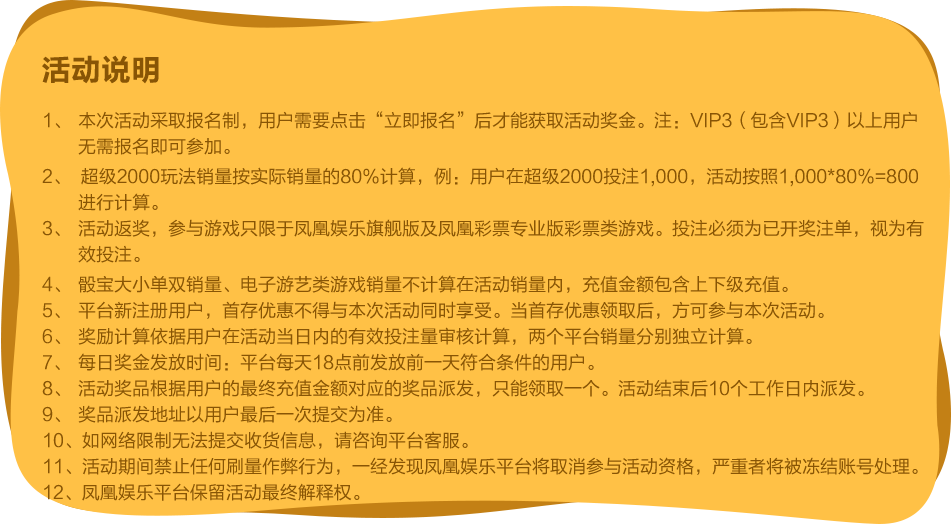 活动说明
1、 本次活动采取报名制，用户需要点击“立即报名”后才能获取活动奖金。注：VIP3（包含VIP3）以上用户
无需报名即可参加。
2、 超级2000玩法销量按实际销量的80%计算，例：用户在超级2000投注1,000，活动按照1,000*80%=800
进行计算。
3、 活动返奖，参与游戏只限于凤凰娱乐旗舰版及凤凰彩票专业版彩票类游戏。投注必须为已开奖注单，视为有
效投注。
4、 骰宝大小单双销量、电子游艺类游戏销量不计算在活动销量内，充值金额包含上下级充值。
5、 平台新注册用户，首存优惠不得与本次活动同时享受。当首存优惠领取后，方可参与本次活动。
6、 奖励计算依据用户在活动当日内的有效投注量审核计算，两个平台销量分别独立计算。
7、 每日奖金发放时间：平台每天18点前发放前一天符合条件的用户。
8、 活动奖品根据用户的最终充值金额对应的奖品派发，只能领取一个。活动结束后10个工作日内派发。
9、 奖品派发地址以用户最后一次提交为准。
10、如网络限制无法提交收货信息，请咨询平台客服。
11、活动期间禁止任何刷量作弊行为，一经发现凤凰娱乐平台将取消参与活动资格，严重者将被冻结账号处理。
12、凤凰娱乐平台保留活动最终解释权。